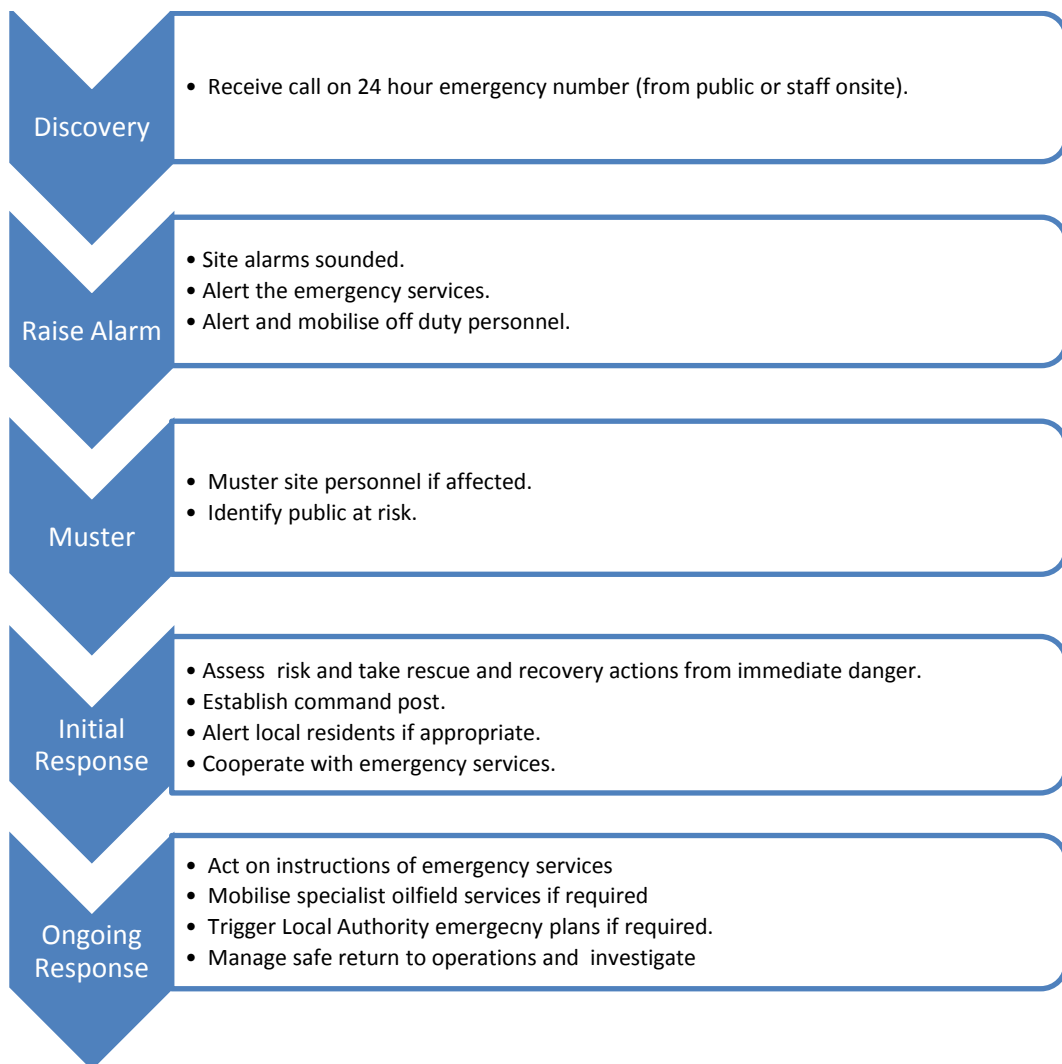 Discovery
• Receive call on 24 hour emergency number (from public or staff onsite).
Raise Alarm
• Site alarms sounded.
• Alert the emergency services.
• Alert and mobilise off duty personnel.
Muster
• Muster site personnel if affected.
• Identify public at risk.
Initial
Response
• Assess  risk and take rescue and recovery actions from immediate danger.
• Establish command post.
• Alert local residents if appropriate.
• Cooperate with emergency services.
Ongoing
Response
• Act on instructions of emergency services
• Mobilise specialist oilfield services if required
• Trigger Local Authority emergecny plans if required.
• Manage safe return to operations and  investigate